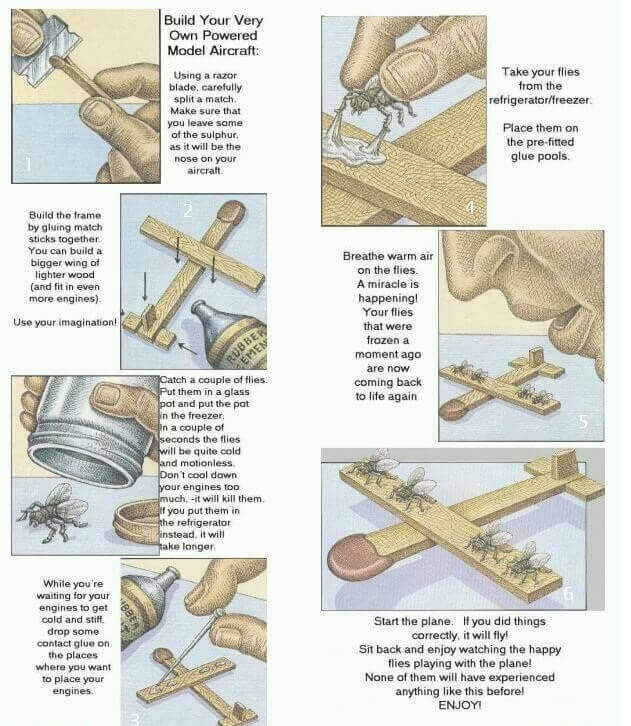 Build Your Very
Own Powered
Model Aircraft:
Using a razor
blade, carefully
split a match.
Make sure that
you leave some
of the sulphur,
as it will be the
nose on your
aircraft.
1
Build the frame
by gluing match
sticks together.
You can build a
bigger wing of
lighter wood
(and fit in even
more engines).
Use your imagination!
2
RUBBER
CEMENT
Catch a couple of flies.
Put them in a glass
pot and put the pot
in the freezer.
In a couple of
seconds the flies
will be quite cold
and motionless.
Don't cool down
your engines too
much, -it will kill them.
If you put them in
the refrigerator
instead, it will
take longer.
While you're
waiting for your
engines to get
cold and stiff,
drop some
contact glue on
the places
where you want
to place your
engines.
3
Take your flies
from the
refrigerator/freezer.
Place them on
the pre-fitted
glue pools.
4
Breathe warm air
on the flies.
A miracle is
happening!
Your flies
that were
frozen a
moment ago
are now
coming back
to life again
5
6
Start the plane. If you did things
correctly, it will fly!
Sit back and enjoy watching the happy
flies playing with the plane!
None of them will have experienced
anything like this before!
ENJOY!